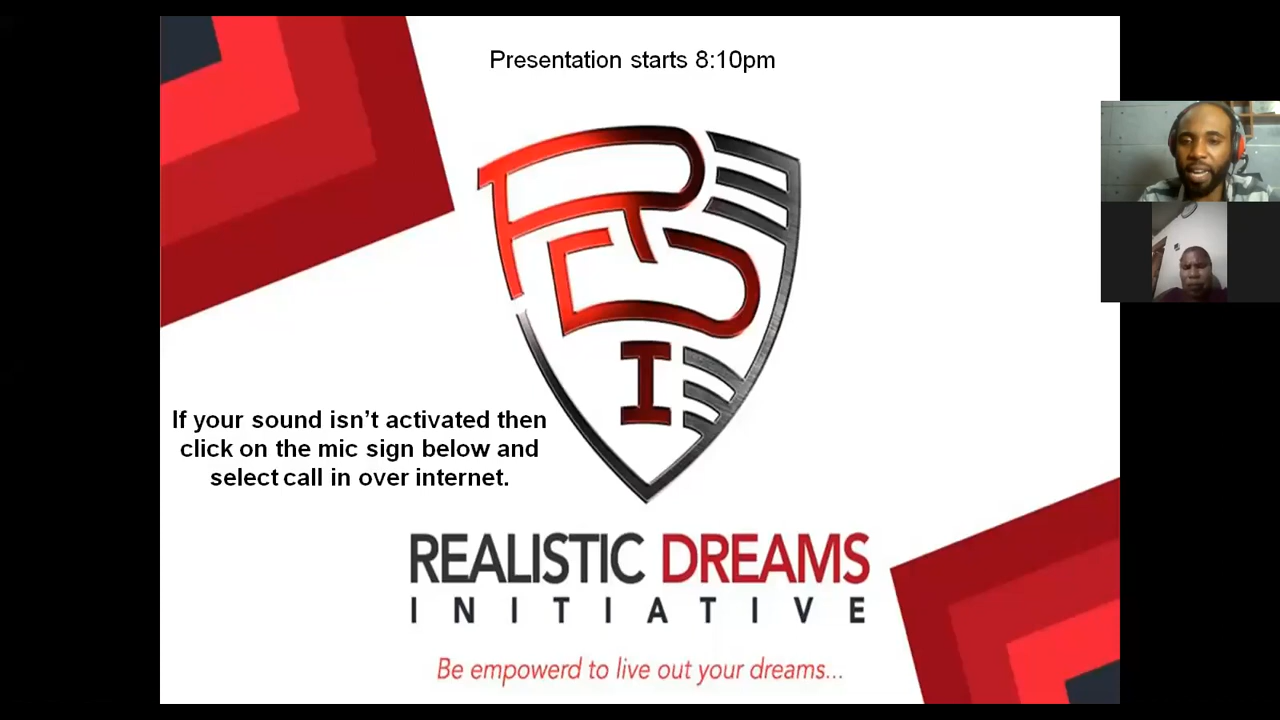 Presentation starts 8:10pm
RDI
If your sound isn't activated then
click on the mic sign below and
select call in over internet.
REALISTIC DREAMS
INITIATIVE
Be empowerd to live out your dreams...